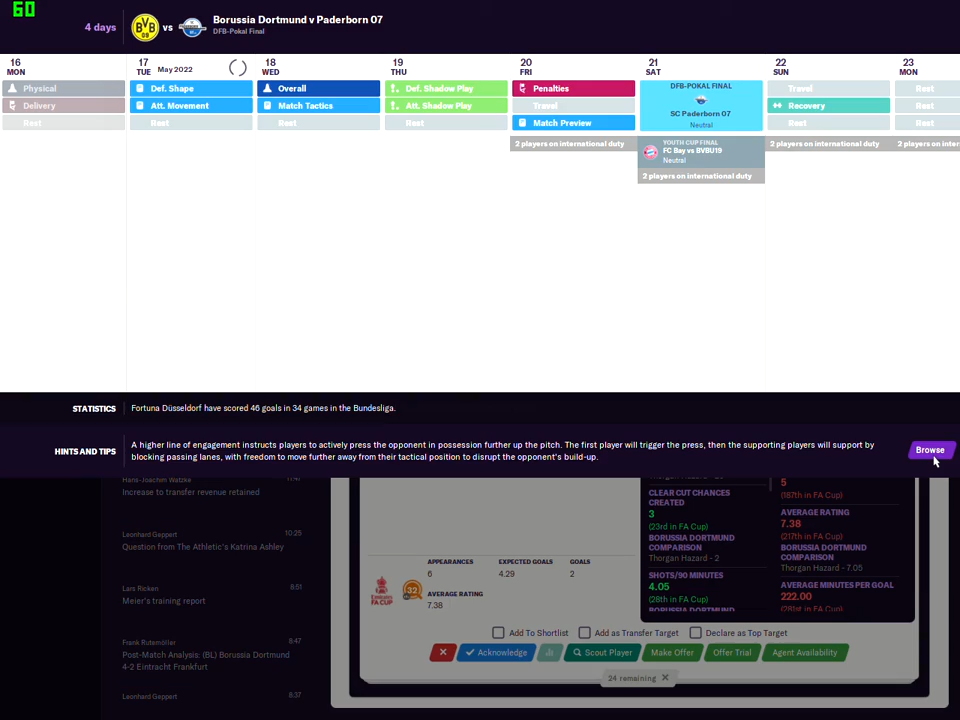 60
4 days
vs
Borussia Dortmund v Paderborn 07
DFB-Pokal Final
16 MON
17 TUE May 2022
18 WED
19 THU
20 FRI
21 SAT
22 SUN
23 MON
Physical
Def. Shape
Overall
Def. Shadow Play
Penalties
DFB-POKAL FINAL
Travel
Rest
Delivery
Att. Movement
Match Tactics
Att. Shadow Play
Travel
SC Paderborn 07
Recovery
Rest
Rest
Rest
Rest
Rest
Match Preview
Neutral
Rest
Rest
2 players on international duty
YOUTH CUP FINAL
FC Bay vs BVBU19
Neutral
2 players on international duty
2 players on international duty
2 players on inter
STATISTICS
Fortuna Düsseldorf have scored 46 goals in 34 games in the Bundesliga.
HINTS AND TIPS
A higher line of engagement instructs players to actively press the opponent in possession further up the pitch. The first player will trigger the press, then the supporting players will support by
blocking passing lanes, with freedom to move further away from their tactical position to disrupt the opponent's build-up.
Browse
Hans-Joachim Watzke
Increase to transfer revenue retained
Leonhard Geppert 10:25
Question from The Athletic's Katrina Ashley
Lars Ricken 8:51
Meier's training report
Frank Rutemöller 8:47
Post-Match Analysis: (BL) Borussia Dortmund
4-2 Eintracht Frankfurt
Leonhard Geppert 8:37
FA CUP
32
APPEARANCES
6
EXPECTED GOALS
4.29
GOALS
2
AVERAGE RATING
7.38
CLEAR CUT CHANCES
CREATED
3
(23rd in FA Cup)
BORUSSIA DORTMUND
COMPARISON
Thorgan Hazard - 2
SHOTS/90 MINUTES
4.05
(28th in FA Cup)
BORUSSIA DORTMUND
5
(187th in FA Cup)
AVERAGE RATING
7.38
(217th in FA Cup)
BORUSSIA DORTMUND
COMPARISON
Thorgan Hazard - 7.05
AVERAGE MINUTES PER GOAL
222.00
(281st in FA Cup)
Add To Shortlist
Add as Transfer Target
Declare as Top Target
Acknowledge
Scout Player
Make Offer
Offer Trial
Agent Availability
24 remaining